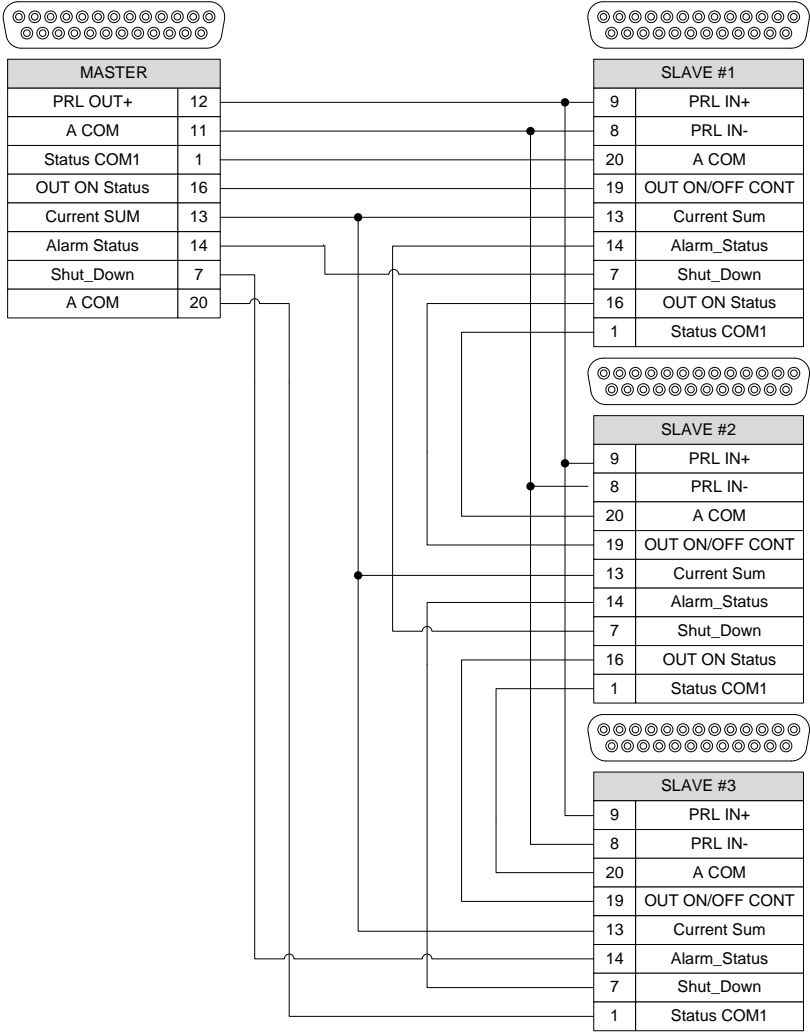 MASTER
PRL OUT+ 12
A COM 11
Status COM1 1
OUT ON Status 16
Current SUM 13
Alarm Status 14
Shut_Down 7
A COM 20
SLAVE #1
9 PRL IN+
8 PRL IN-
20 A COM
19 OUT ON/OFF CONT
13 Current Sum
14 Alarm_Status
7 Shut_Down
16 OUT ON Status
1 Status COM1
SLAVE #2
9 PRL IN+
8 PRL IN-
20 A COM
19 OUT ON/OFF CONT
13 Current Sum
14 Alarm_Status
7 Shut_Down
16 OUT ON Status
1 Status COM1
SLAVE #3
9 PRL IN+
8 PRL IN-
20 A COM
19 OUT ON/OFF CONT
13 Current Sum
14 Alarm_Status
7 Shut_Down
1 Status COM1